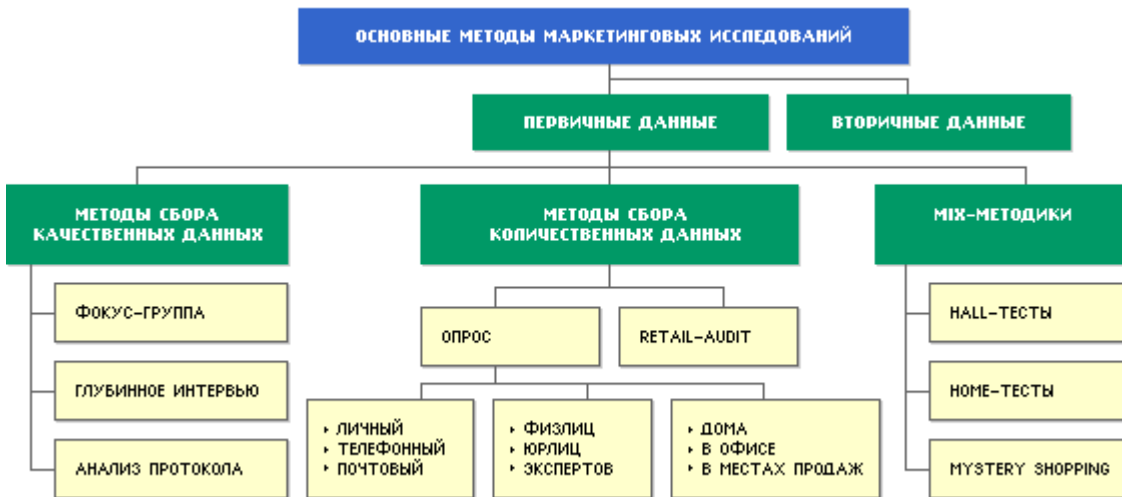 ОСНОВНЫЕ МЕТОДЫ МАРКЕТИНГОВЫХ ИССЛЕДОВАНИЙ
ПЕРВИЧНЫЕ ДАННЫЕ
ВТОРИЧНЫЕ ДАННЫЕ
МЕТОДЫ СБОРА
КАЧЕСТВЕННЫХ ДАННЫХ
МЕТОДЫ СБОРА
КОЛИЧЕСТВЕННЫХ ДАННЫХ
MIX-МЕТОДИКИ
ФОКУС-ГРУППА
ГЛУБИННОЕ ИНТЕРВЬЮ
АНАЛИЗ ПРОТОКОЛА
ОПРОС
RETAIL-AUDIT
ЛИЧНЫЙ
ТЕЛЕФОННЫЙ
ПОЧТОВЫЙ
ФИЗЛИЦ
ЮРЛИЦ
ЭКСПЕРТОВ
ДОМА
В ОФИСЕ
В МЕСТАХ ПРОДАЖ
HALL-ТЕСТЫ
HOME-ТЕСТЫ
MYSTERY SHOPPING